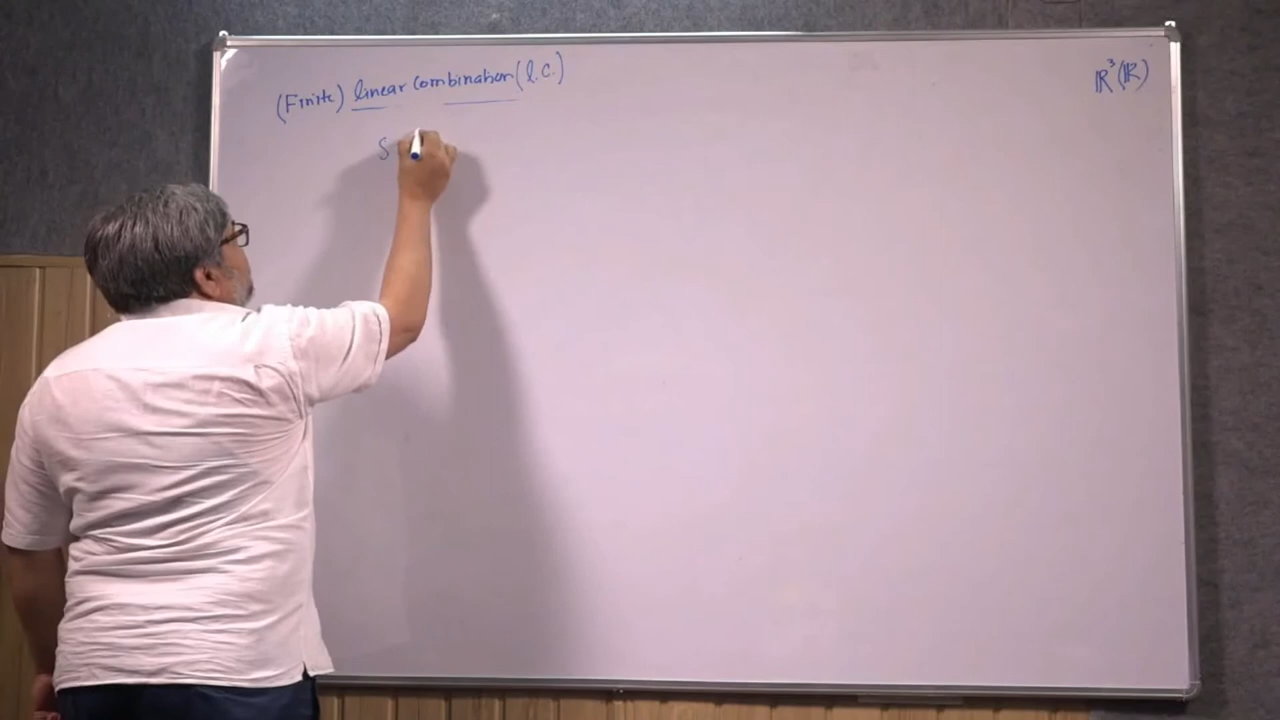 (Finite) linear combination (l.c.)
ℝ³(ℝ)
S